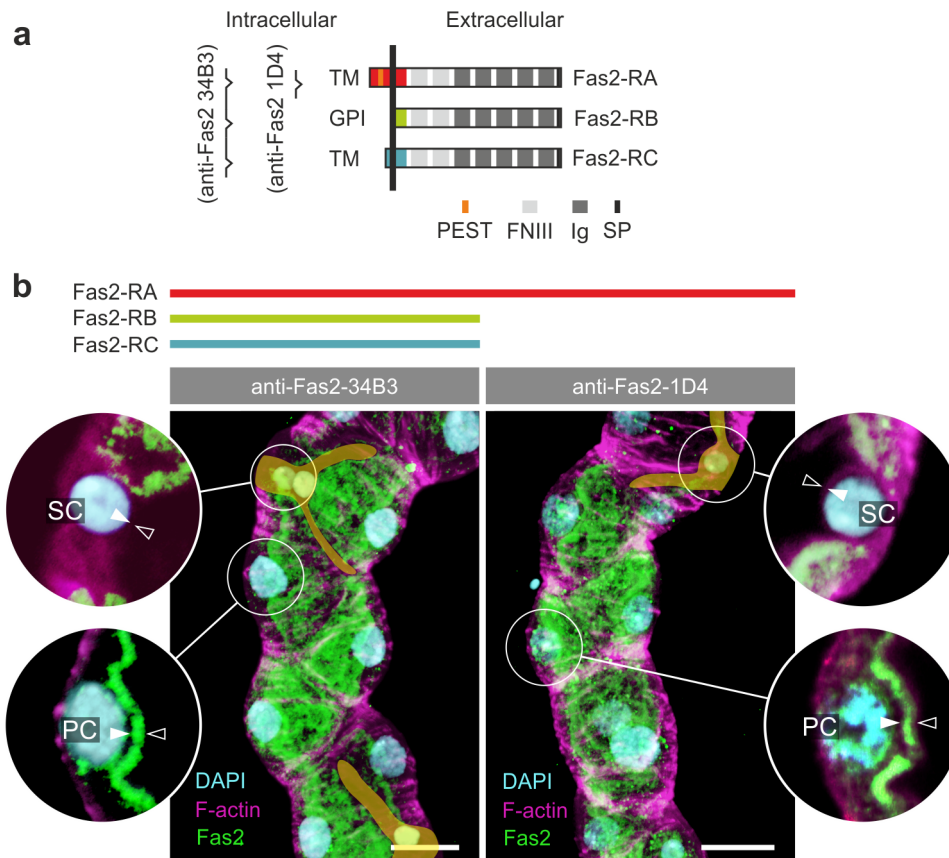 a
Intracellular Extracellular
(anti-Fas2 34B3)
(anti-Fas2 1D4)
TM Fas2-RA
GPI Fas2-RB
TM Fas2-RC
PEST FNIII Ig SP
b
Fas2-RA
Fas2-RB
Fas2-RC
anti-Fas2-34B3 anti-Fas2-1D4
SC SC
PC PC
DAPI DAPI
F-actin F-actin
Fas2 Fas2